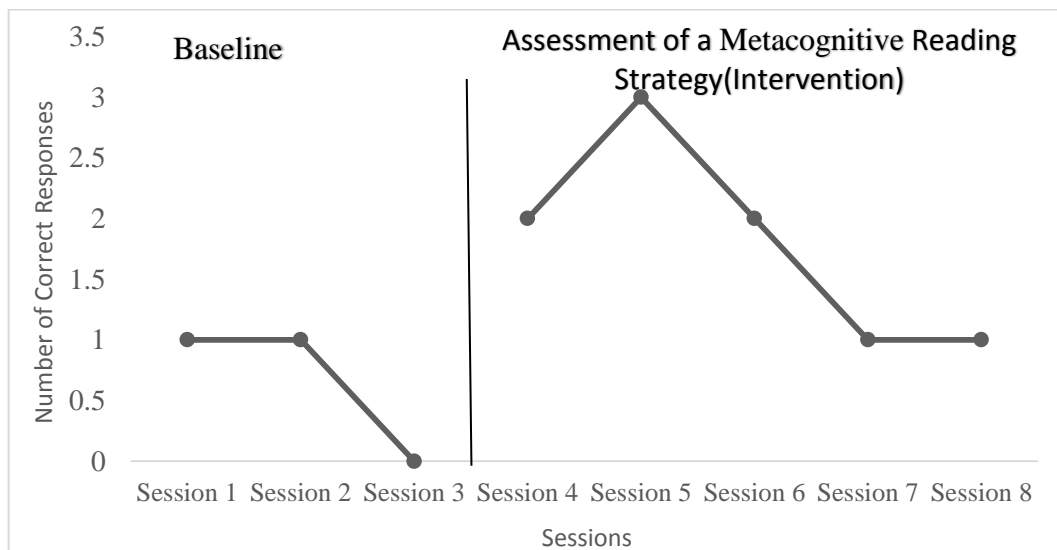 Baseline
Assessment of a Metacognitive Reading
Strategy(Intervention)
Number of Correct Responses
3.5
3
2.5
2
1.5
1
0.5
0
Session 1 Session 2 Session 3 Session 4 Session 5 Session 6 Session 7 Session 8
Sessions